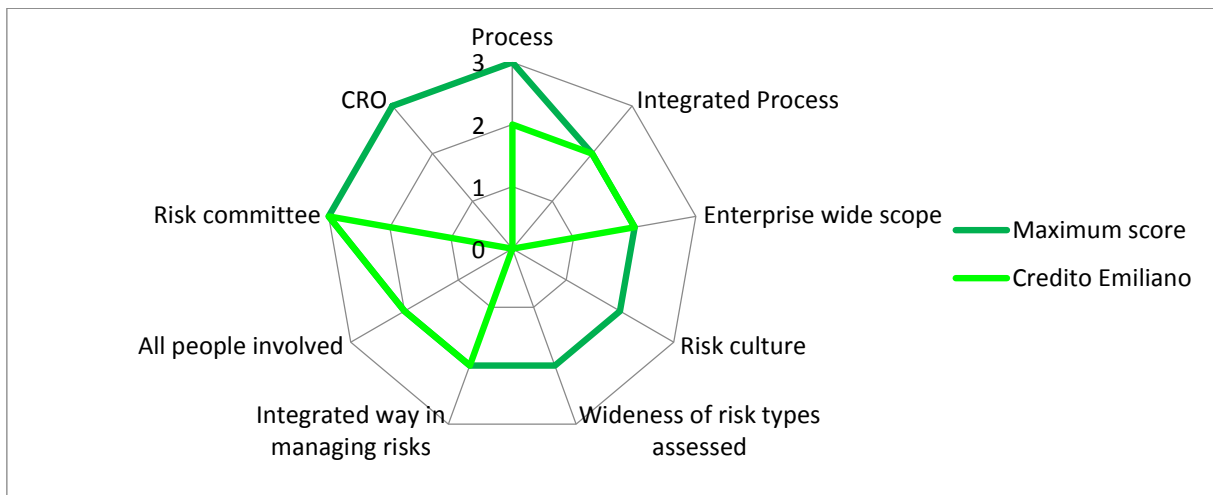 Process
3
CRO
Integrated Process
2
1
Risk committee
Enterprise wide scope
0
Maximum score
Credito Emiliano
All people involved
Risk culture
Integrated way in
managing risks
Wideness of risk types
assessed